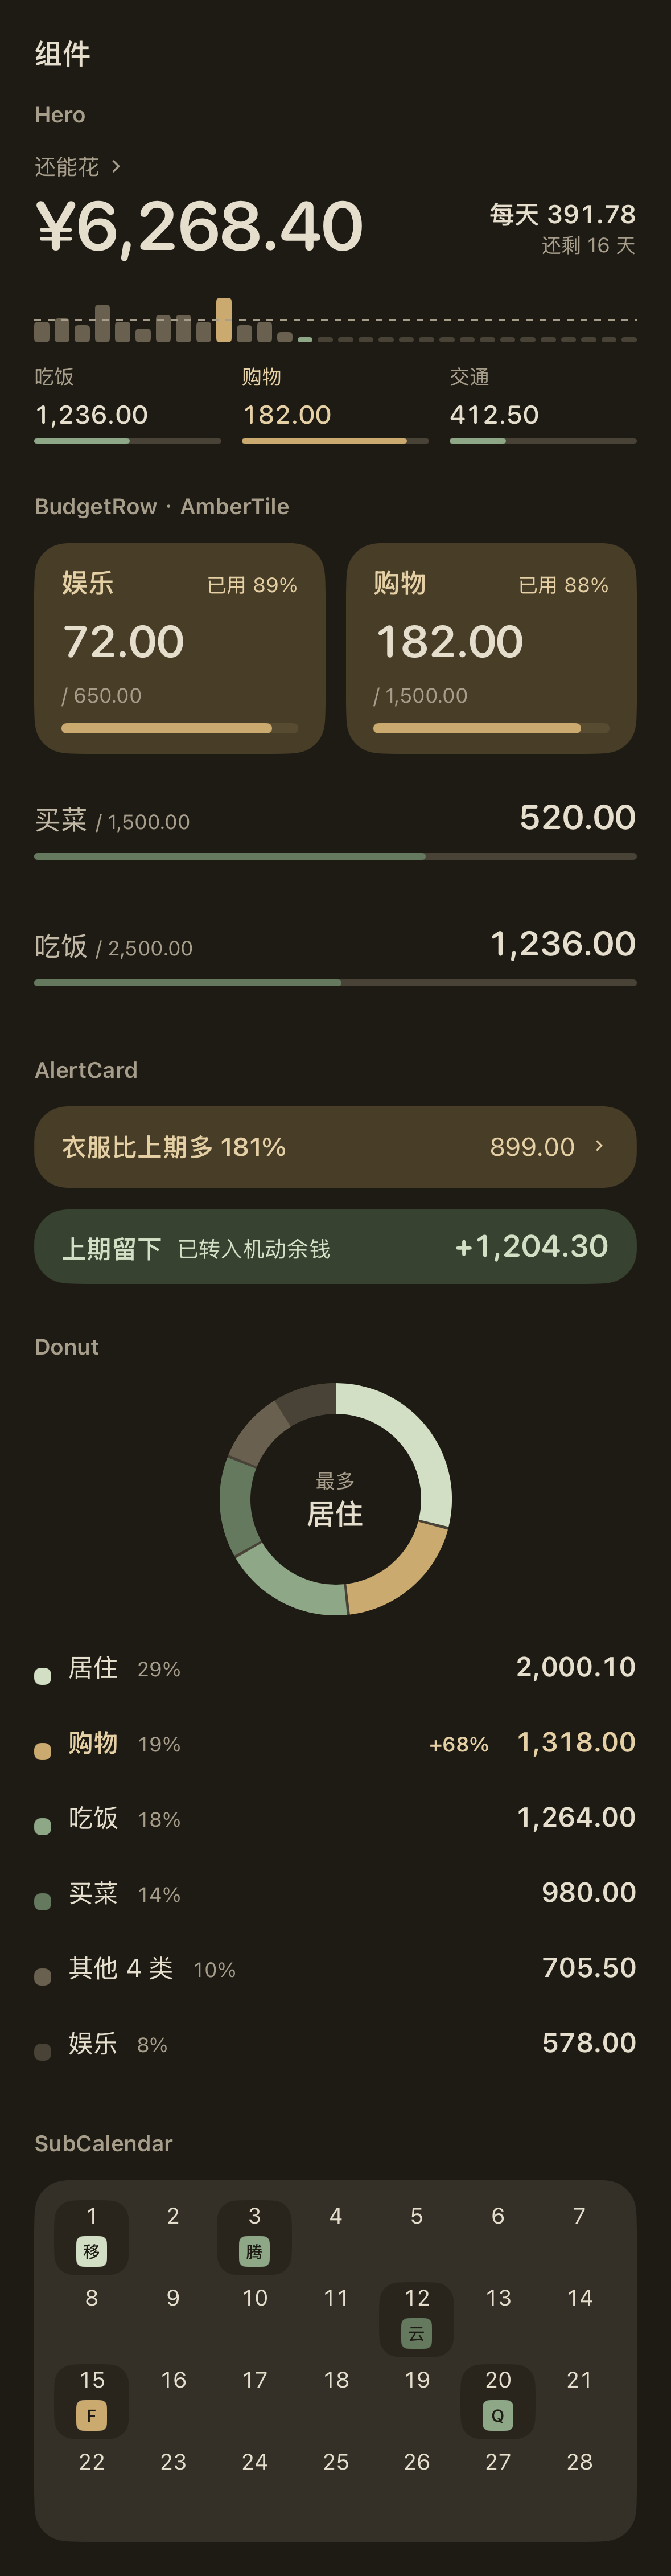 组件
Hero
还能花 >
¥6,268.40
每天 391.78
还剩 16 天
吃饭 购物 交通
1,236.00 182.00 412.50
BudgetRow · AmberTile
娱乐 已用 89%
72.00
/ 650.00
购物 已用 88%
182.00
/ 1,500.00
买菜 / 1,500.00 520.00
吃饭 / 2,500.00 1,236.00
AlertCard
衣服比上期多 181% 899.00 >
上期留下 已转入机动余钱 +1,204.30
Donut
最多
居住
居住 29% 2,000.10
购物 19% +68% 1,318.00
吃饭 18% 1,264.00
买菜 14% 980.00
其他 4 类 10% 705.50
娱乐 8% 578.00
SubCalendar
1 2 3 4 5 6 7
移 腾
8 9 10 11 12 13 14
云
15 16 17 18 19 20 21
F Q
22 23 24 25 26 27 28